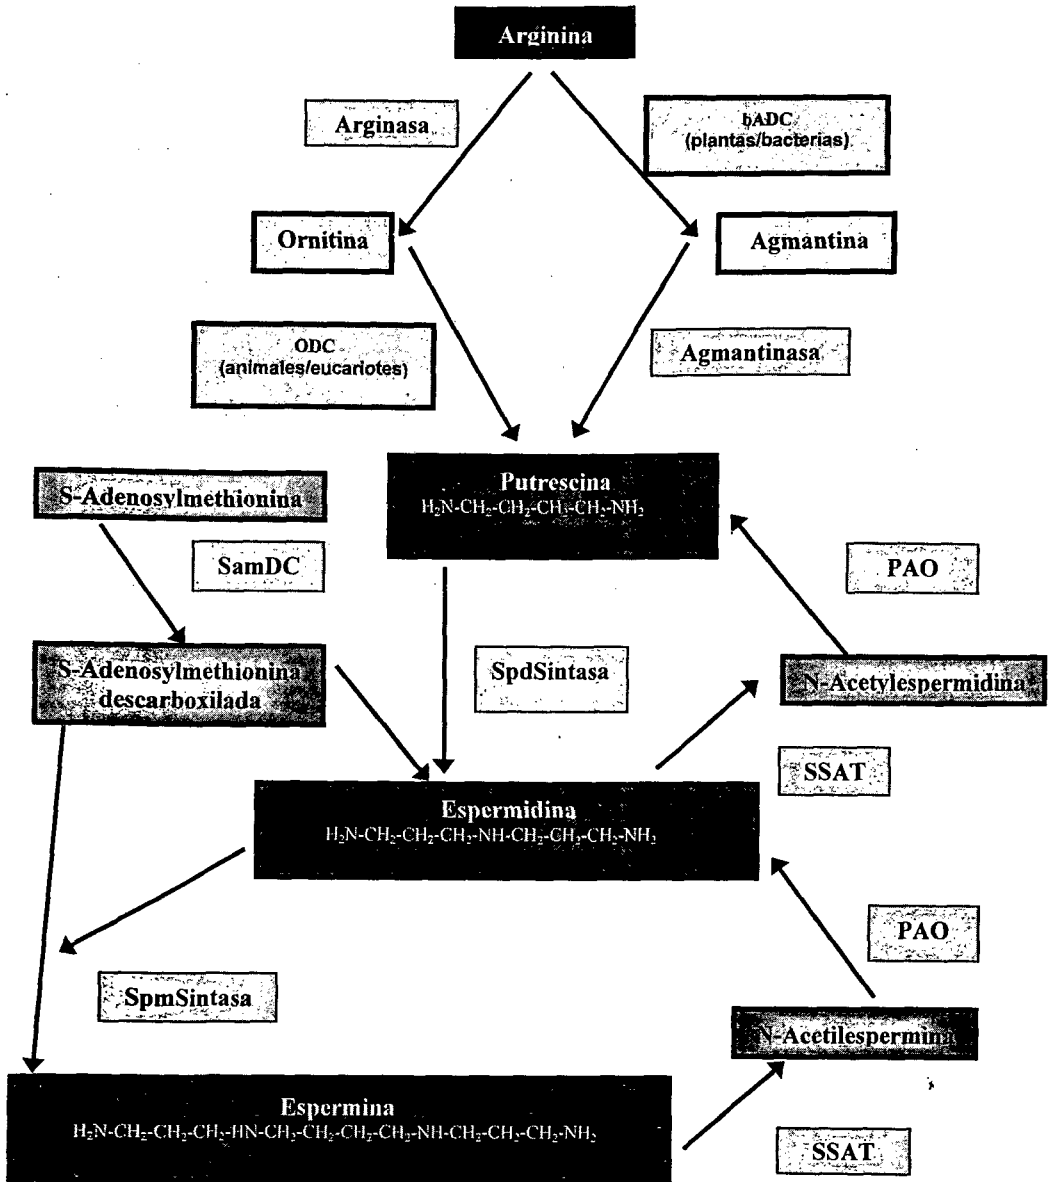 Arginina
Arginasa
bADC
(plantas/bacterias)
Ornitina
Agmantina
ODC
(animales/eucariotes)
Agmantinasa
Putrescina
H₂N-CH₂-CH₂-CH₂-CH₂-NH₂
S-Adenosylmethionina
SamDC
PAO
S-Adenosylmethionina
descarboxilada
SpdSintasa
N-Acetylespermidina
SSAT
Espermidina
H₂N-CH₂-CH₂-CH₂-NH-CH₂-CH₂-CH₂-NH₂
PAO
SpmSintasa
N-Acetilespermina
Espermina
H₂N-CH₂-CH₂-CH₂-HN-CH₂-CH₂-CH₂-CH₂-NH-CH₂-CH₂-CH₂-NH₂
SSAT